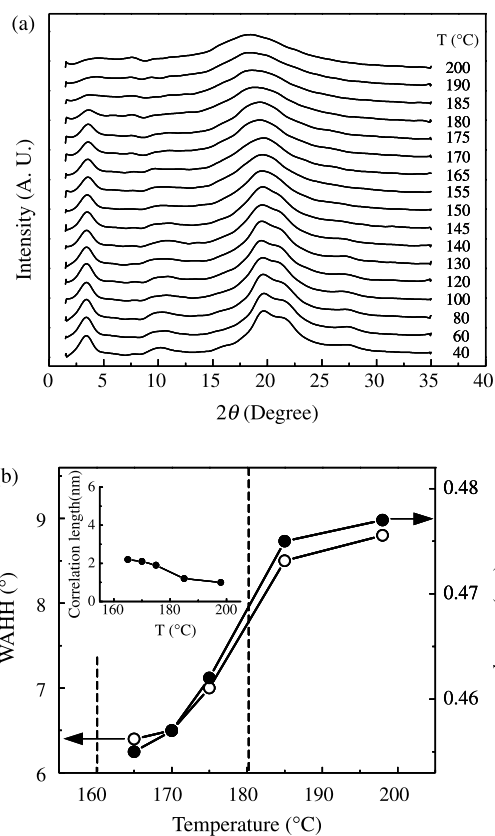 (a)
T (°C)
200
190
185
180
175
170
165
155
150
145
140
130
120
100
80
60
40
Intensity (A. U.)
0 5 10 15 20 25 30 35 40
2θ (Degree)
b)
WAHH (°)
9
8
7
6
0.48
0.47
0.46
Correlation length(nm)
6
4
2
0
160 180 200
T (°C)
160 170 180 190 200
Temperature (°C)